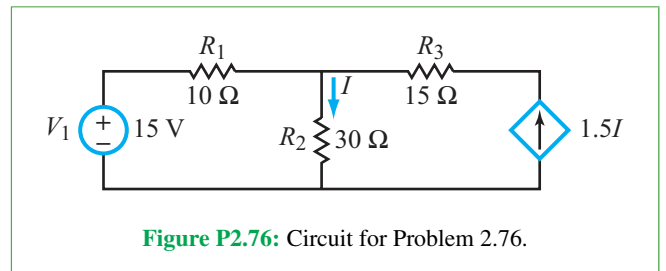 R1 R3
10 Ω I 15 Ω
V1 + − 15 V R2 30 Ω 1.5I
Figure P2.76: Circuit for Problem 2.76.